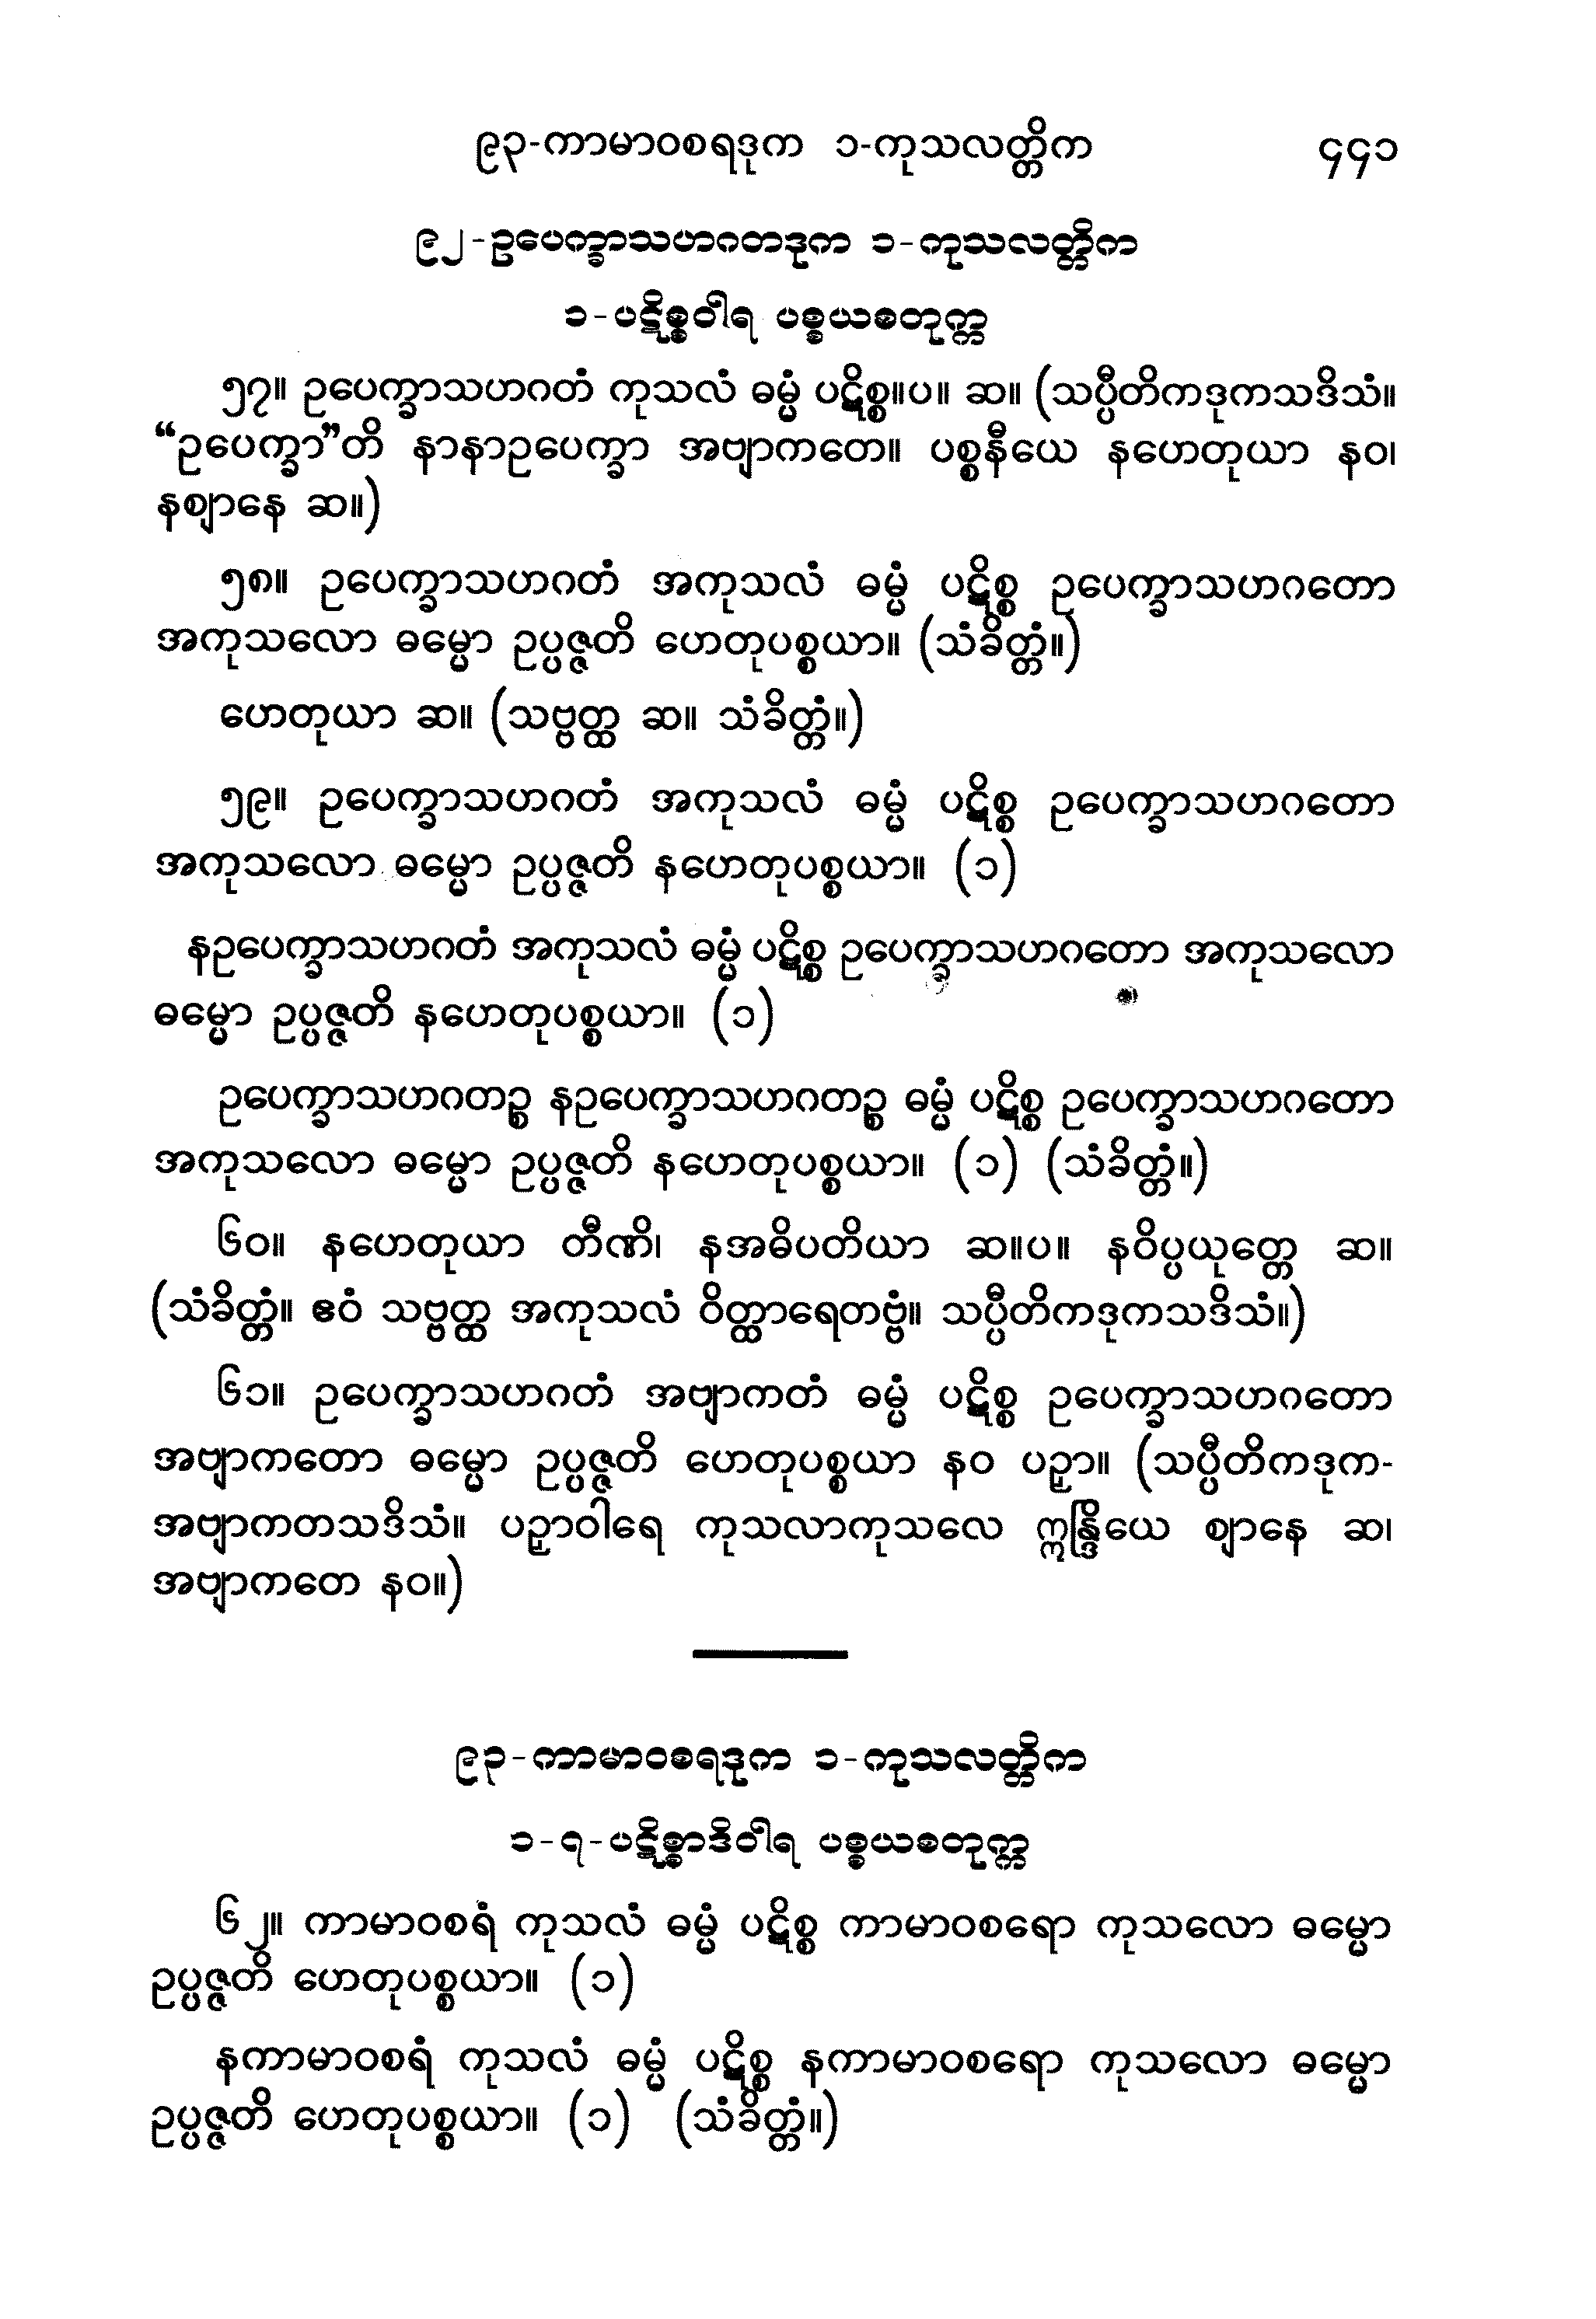 ၉၃-ကာမာဝစရဒုက ၁-ကုသလတ္တိက ၄၄၁
၉၂-ဥပေက္ခာသဟဂတဒုက ၁-ကုသလတ္တိက
၁-ပဋိစ္စဝါရ ပစ္စယစတုက္က
၅၇။ ဥပေက္ခာသဟဂတံ ကုသလံ ဓမ္မံ ပဋိစ္စ။ပ။ ဆ။ (သပ္ပီတိကဒုကသဒိသံ။
“ဥပေက္ခာ”တိ နာနာဥပေက္ခာ အဗျာကတေ။ ပစ္စနီယေ နဟေတုယာ နဝ၊
နဈာနေ ဆ။)
၅၈။ ဥပေက္ခာသဟဂတံ အကုသလံ ဓမ္မံ ပဋိစ္စ ဥပေက္ခာသဟဂတော
အကုသလော ဓမ္မော ဥပ္ပဇ္ဇတိ ဟေတုပစ္စယာ။ (သံခိတ္တံ။)
ဟေတုယာ ဆ။ (သဗ္ဗတ္ထ ဆ။ သံခိတ္တံ။)
၅၉။ ဥပေက္ခာသဟဂတံ အကုသလံ ဓမ္မံ ပဋိစ္စ ဥပေက္ခာသဟဂတော
အကုသလော ဓမ္မော ဥပ္ပဇ္ဇတိ နဟေတုပစ္စယာ။ (၁)
နဥပေက္ခာသဟဂတံ အကုသလံ ဓမ္မံ ပဋိစ္စ ဥပေက္ခာသဟဂတော အကုသလော
ဓမ္မော ဥပ္ပဇ္ဇတိ နဟေတုပစ္စယာ။ (၁)
ဥပေက္ခာသဟဂတဉ္စ နဥပေက္ခာသဟဂတဉ္စ ဓမ္မံ ပဋိစ္စ ဥပေက္ခာသဟဂတော
အကုသလော ဓမ္မော ဥပ္ပဇ္ဇတိ နဟေတုပစ္စယာ။ (၁) (သံခိတ္တံ။)
၆၀။ နဟေတုယာ တီဏိ၊ နအဓိပတိယာ ဆ။ပ။ နဝိပ္ပယုတ္တေ ဆ။
(သံခိတ္တံ။ ဧဝံ သဗ္ဗတ္ထ အကုသလံ ဝိတ္ထာရေတဗ္ဗံ။ သပ္ပီတိကဒုကသဒိသံ။)
၆၁။ ဥပေက္ခာသဟဂတံ အဗျာကတံ ဓမ္မံ ပဋိစ္စ ဥပေက္ခာသဟဂတော
အဗျာကတော ဓမ္မော ဥပ္ပဇ္ဇတိ ဟေတုပစ္စယာ နဝ ပဉှာ။ (သပ္ပီတိကဒုက-
အဗျာကတသဒိသံ။ ပဉှာဝါရေ ကုသလာကုသလေ ဣန္ဒြိယေ ဈာနေ ဆ၊
အဗျာကတေ နဝ။)
၉၃-ကာမာဝစရဒုက ၁-ကုသလတ္တိက
၁-၇-ပဋိစ္စာဒိဝါရ ပစ္စယစတုက္က
၆၂။ ကာမာဝစရံ ကုသလံ ဓမ္မံ ပဋိစ္စ ကာမာဝစရော ကုသလော ဓမ္မော
ဥပ္ပဇ္ဇတိ ဟေတုပစ္စယာ။ (၁)
နကာမာဝစရံ ကုသလံ ဓမ္မံ ပဋိစ္စ နကာမာဝစရော ကုသလော ဓမ္မော
ဥပ္ပဇ္ဇတိ ဟေတုပစ္စယာ။ (၁) (သံခိတ္တံ။)